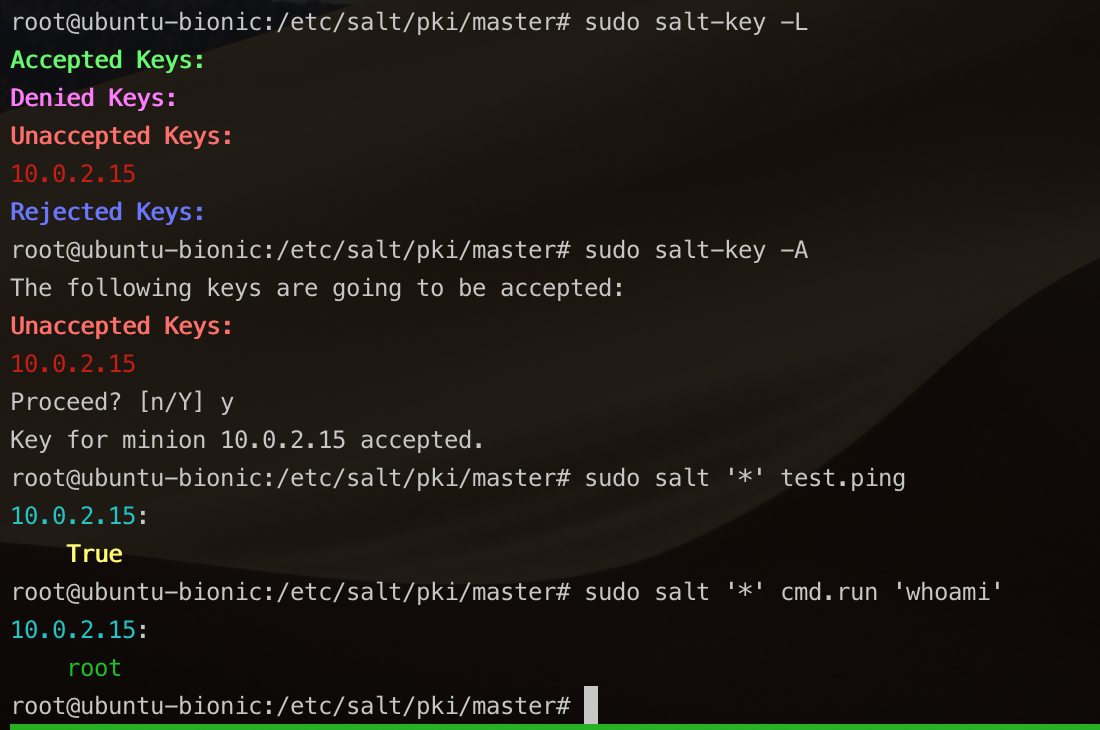 root@ubuntu-bionic:/etc/salt/pki/master# sudo salt-key -L
Accepted Keys:
Denied Keys:
Unaccepted Keys:
10.0.2.15
Rejected Keys:
root@ubuntu-bionic:/etc/salt/pki/master# sudo salt-key -A
The following keys are going to be accepted:
Unaccepted Keys:
10.0.2.15
Proceed? [n/Y] y
Key for minion 10.0.2.15 accepted.
root@ubuntu-bionic:/etc/salt/pki/master# sudo salt '*' test.ping
10.0.2.15:
    True
root@ubuntu-bionic:/etc/salt/pki/master# sudo salt '*' cmd.run 'whoami'
10.0.2.15:
    root
root@ubuntu-bionic:/etc/salt/pki/master#